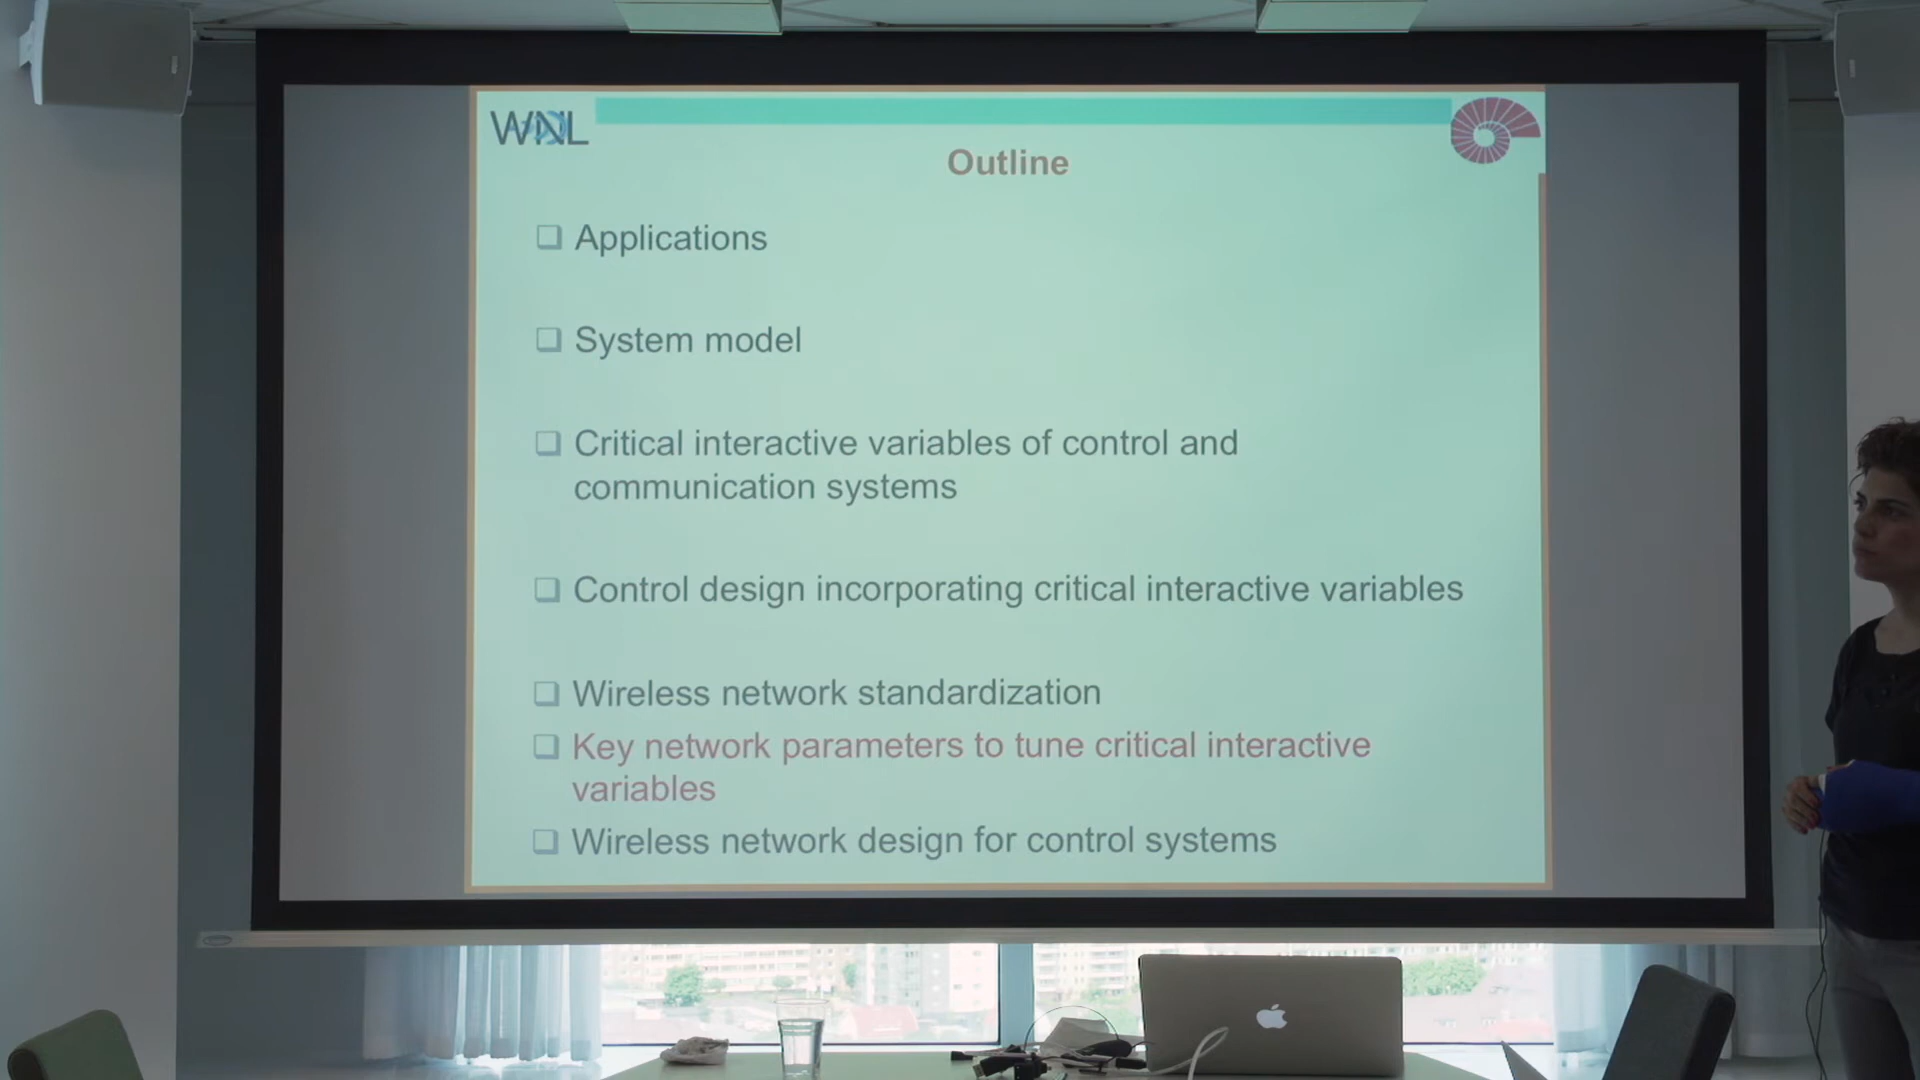 WNL
Outline
Applications
System model
Critical interactive variables of control and
communication systems
Control design incorporating critical interactive variables
Wireless network standardization
Key network parameters to tune critical interactive
variables
Wireless network design for control systems